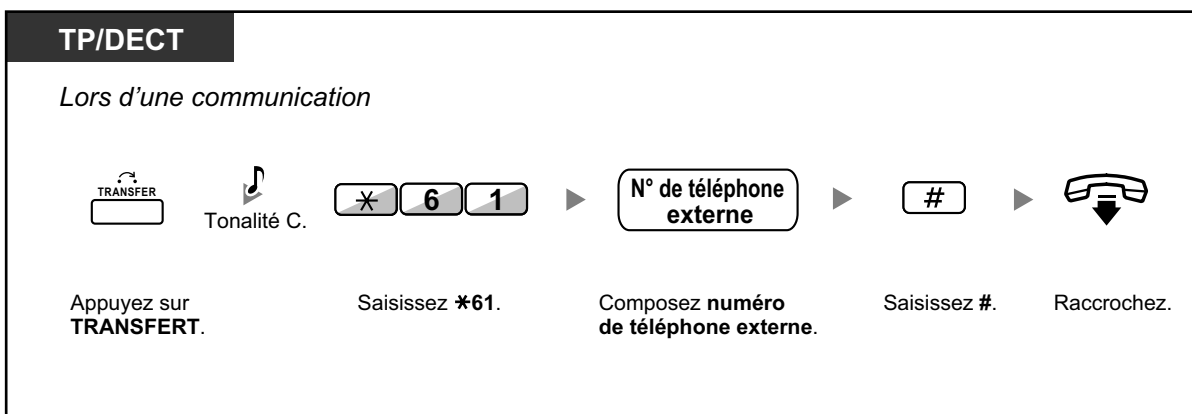 TP/DECT
Lors d’une communication
TRANSFER
Tonalité C.
✳ 6 1
N° de téléphone
externe
#
Appuyez sur
TRANSFERT.
Saisissez ✳61.
Composez numéro
de téléphone externe.
Saisissez #.
Raccrochez.